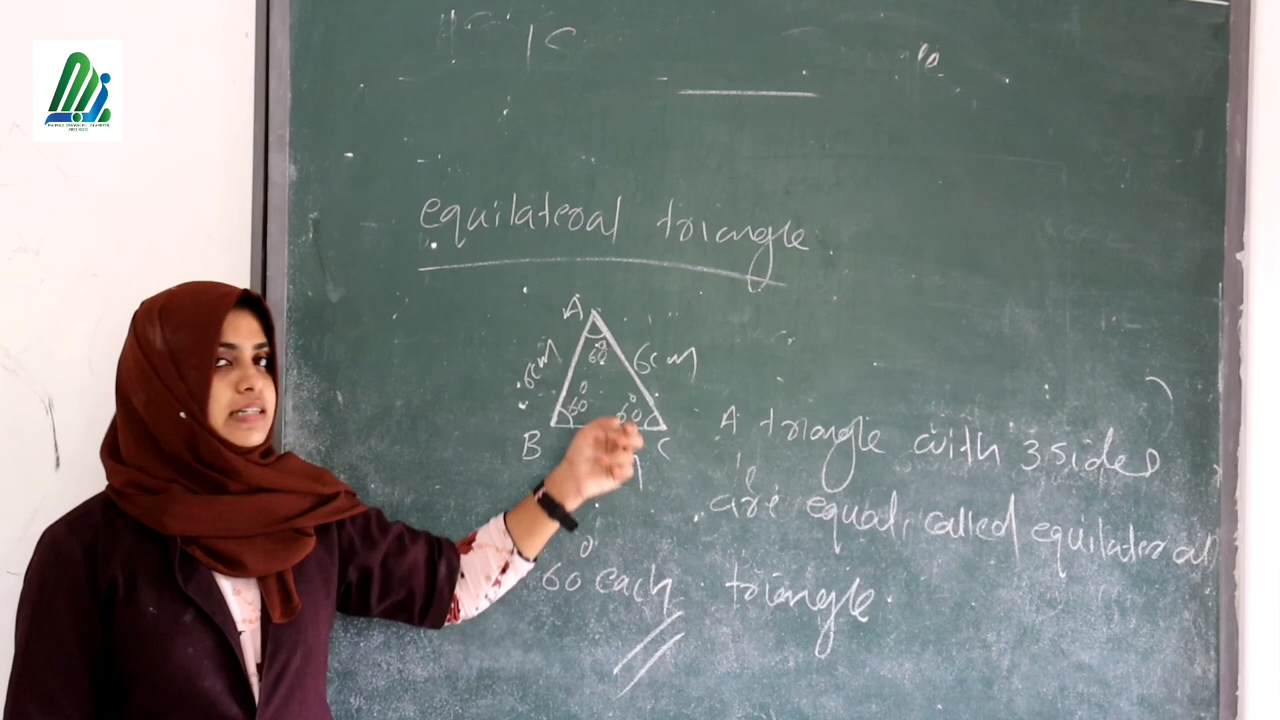 equilateral triangle
A
60°
6cm
6cm
60°
60°
B
C
A triangle with 3 sides
are equal, called equilateral
triangle.
60° each